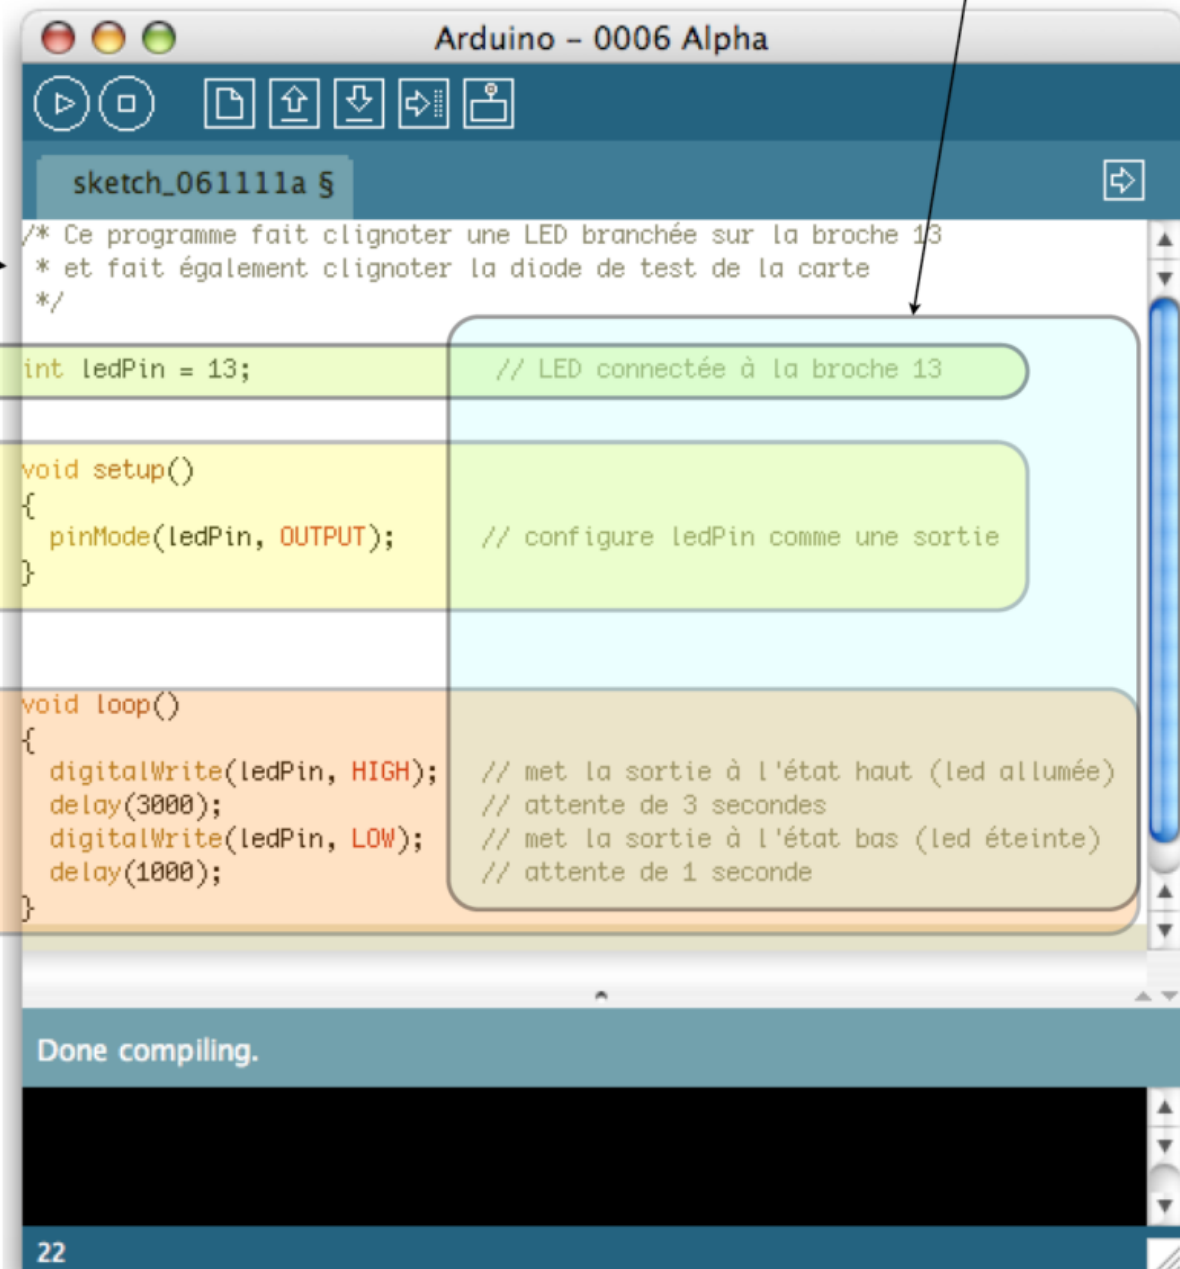 Arduino – 0006 Alpha
sketch_061111a §
/* Ce programme fait clignoter une LED branchée sur la broche 13
* et fait également clignoter la diode de test de la carte
*/
int ledPin = 13; // LED connectée à la broche 13
void setup()
{
pinMode(ledPin, OUTPUT); // configure ledPin comme une sortie
}
void loop()
{
digitalWrite(ledPin, HIGH); // met la sortie à l'état haut (led allumée)
delay(3000); // attente de 3 secondes
digitalWrite(ledPin, LOW); // met la sortie à l'état bas (led éteinte)
delay(1000); // attente de 1 seconde
}
Done compiling.
22